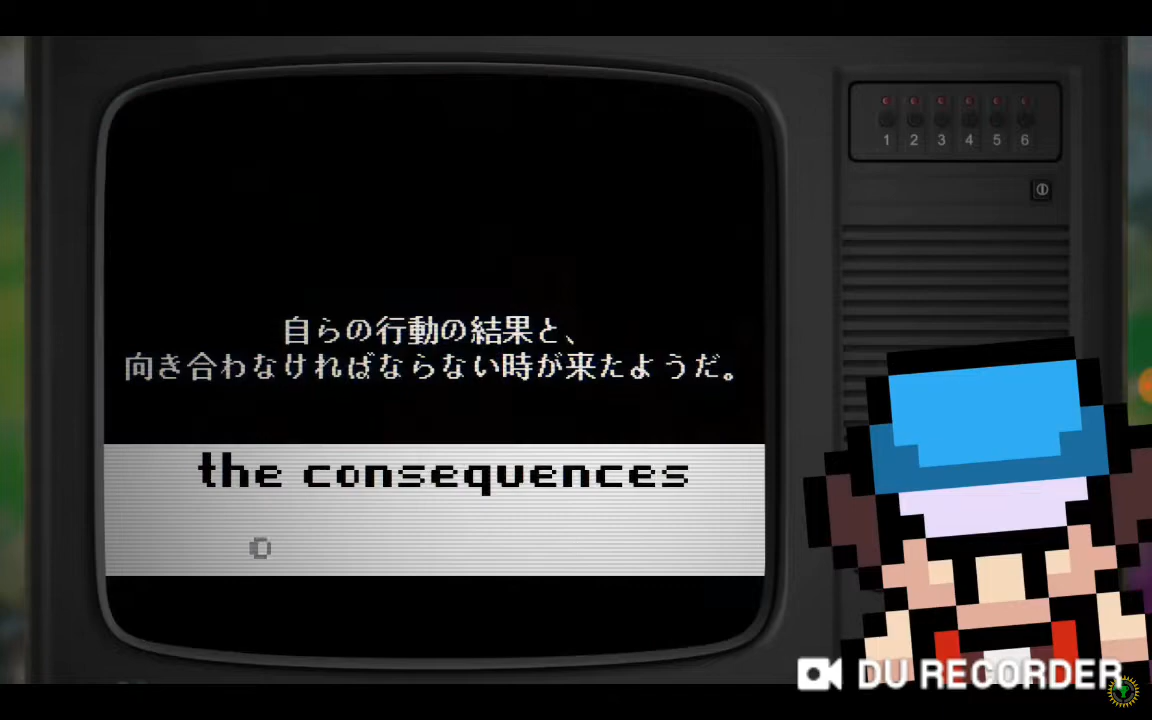 1 2 3 4 5 6
自らの行動の結果と、
向き合わなければならない時が来たようだ。
the consequences
o
DU RECORDER